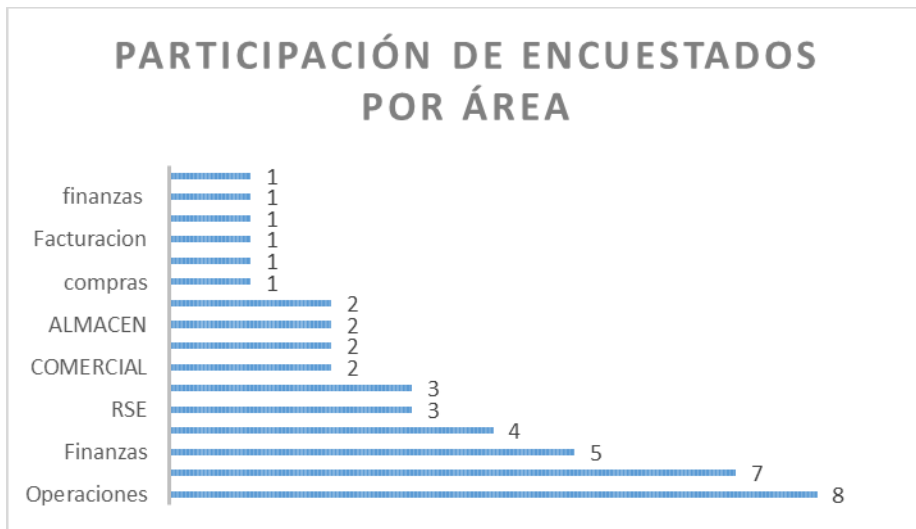 PARTICIPACIÓN DE ENCUESTADOS
POR ÁREA
1
finanzas 1
1
Facturacion 1
1
compras 1
2
ALMACEN 2
2
COMERCIAL 2
3
RSE 3
4
Finanzas 5
7
Operaciones 8